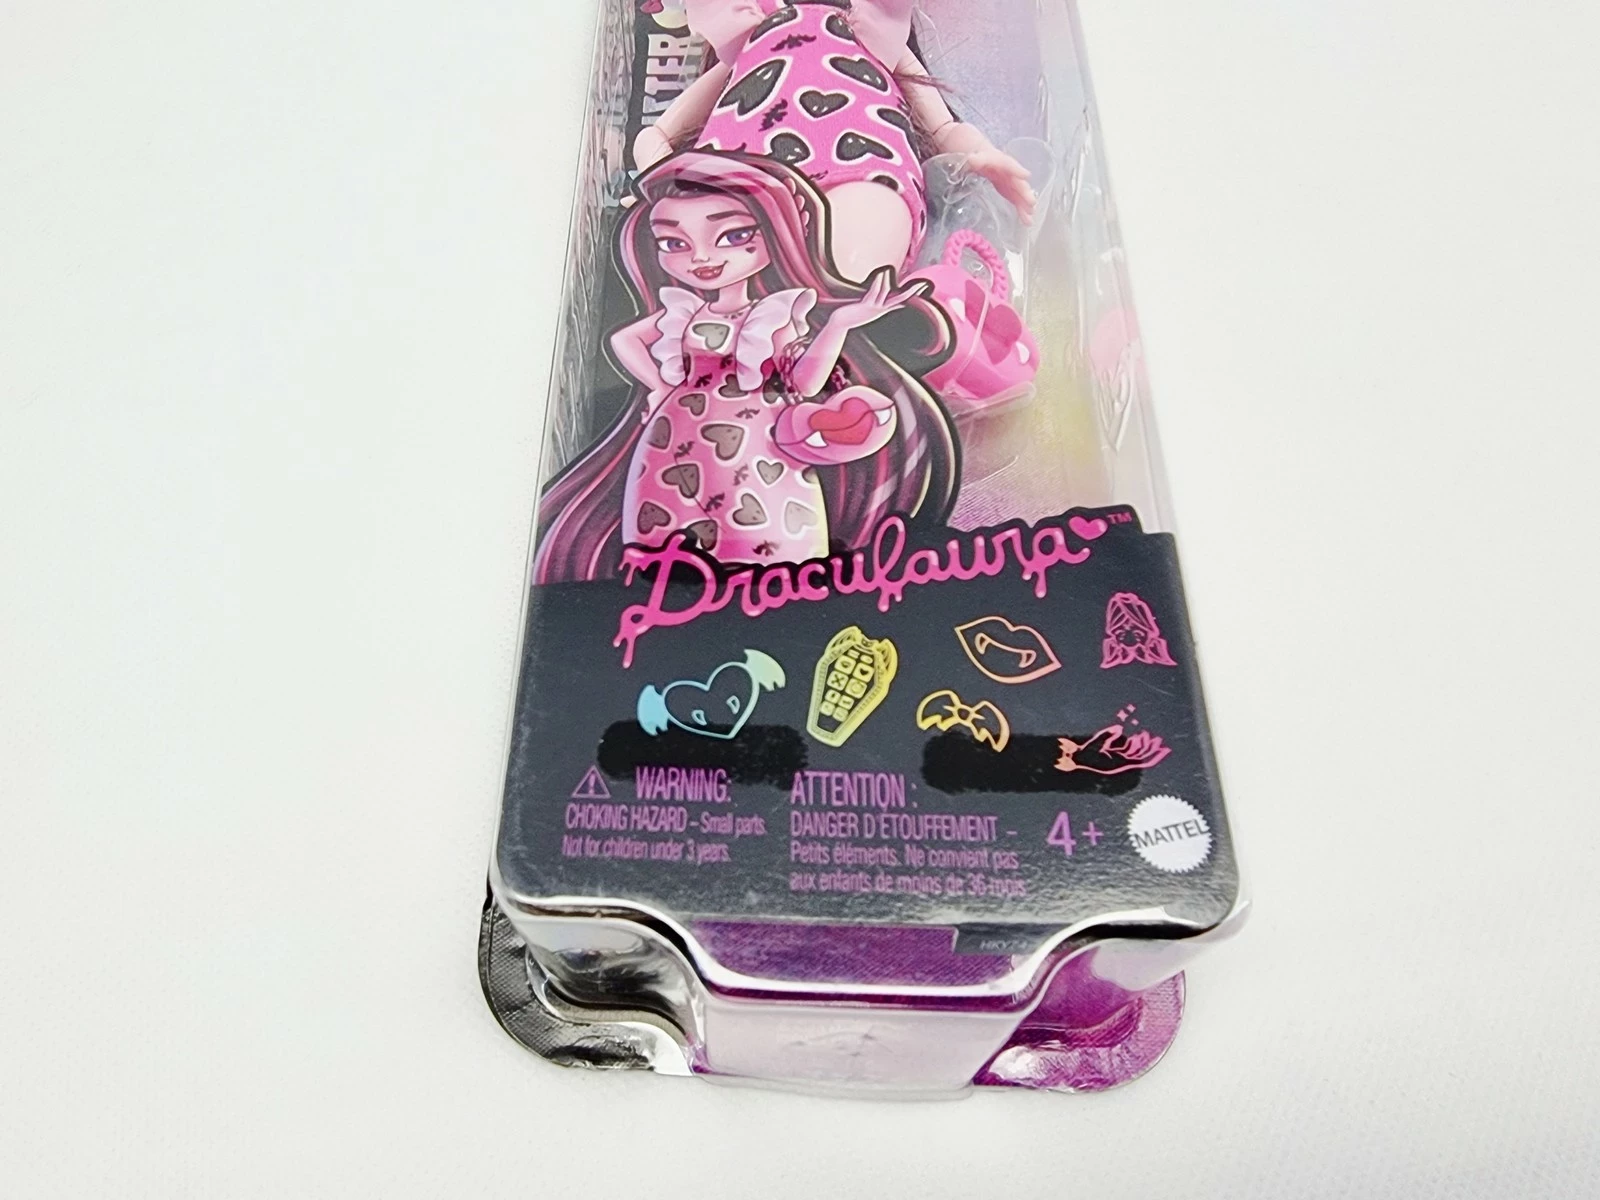 Draculaura™
WARNING:
CHOKING HAZARD – Small parts.
Not for children under 3 years.
ATTENTION :
DANGER D'ÉTOUFFEMENT –
Petits éléments. Ne convient pas
aux enfants de moins de 36 mois.
4+
MATTEL